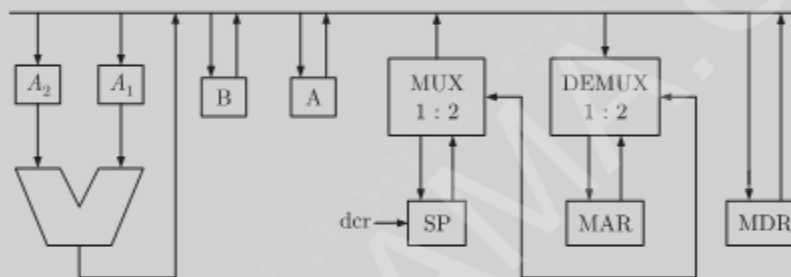 A₂
A₁
B
A
MUX
1 : 2
DEMUX
1 : 2
dcr
SP
MAR
MDR